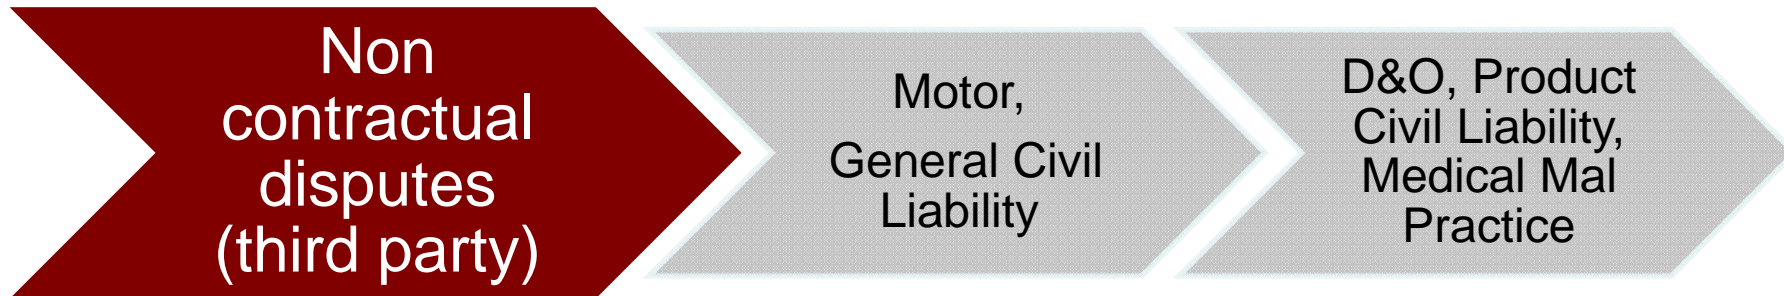 Non
contractual
disputes
(third party)
Motor,
General Civil
Liability
D&O, Product
Civil Liability,
Medical Mal
Practice